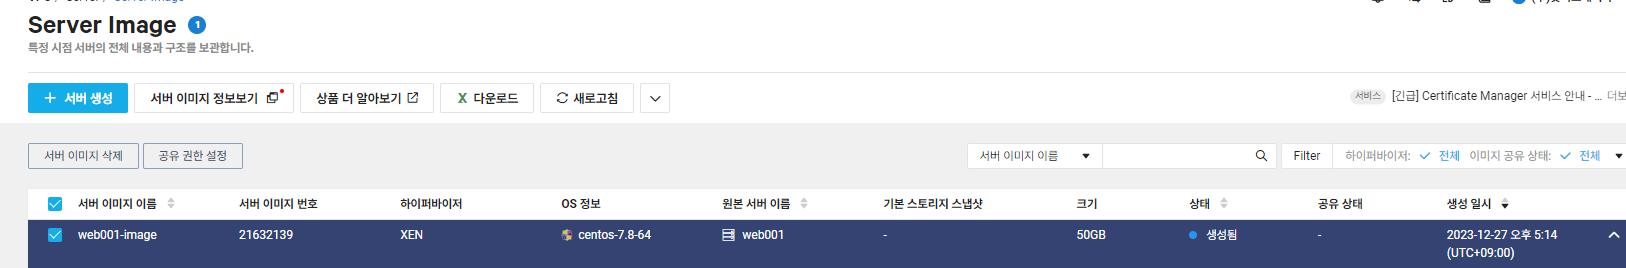 Server Image 1
특정 시점 서버의 전체 내용과 구조를 보관합니다.
+ 서버 생성
서버 이미지 정보보기
상품 더 알아보기
X 다운로드
새로고침
서비스 [긴급] Certificate Manager 서비스 안내 - ... 더보
서버 이미지 삭제
공유 권한 설정
서버 이미지 이름
Filter
하이퍼바이저: 전체 이미지 공유 상태: 전체
서버 이미지 이름 서버 이미지 번호 하이퍼바이저 OS 정보 원본 서버 이름 기본 스토리지 스냅샷 크기 상태 공유 상태 생성 일시
web001-image 21632139 XEN centos-7.8-64 web001 - 50GB 생성됨 - 2023-12-27 오후 5:14
(UTC+09:00)